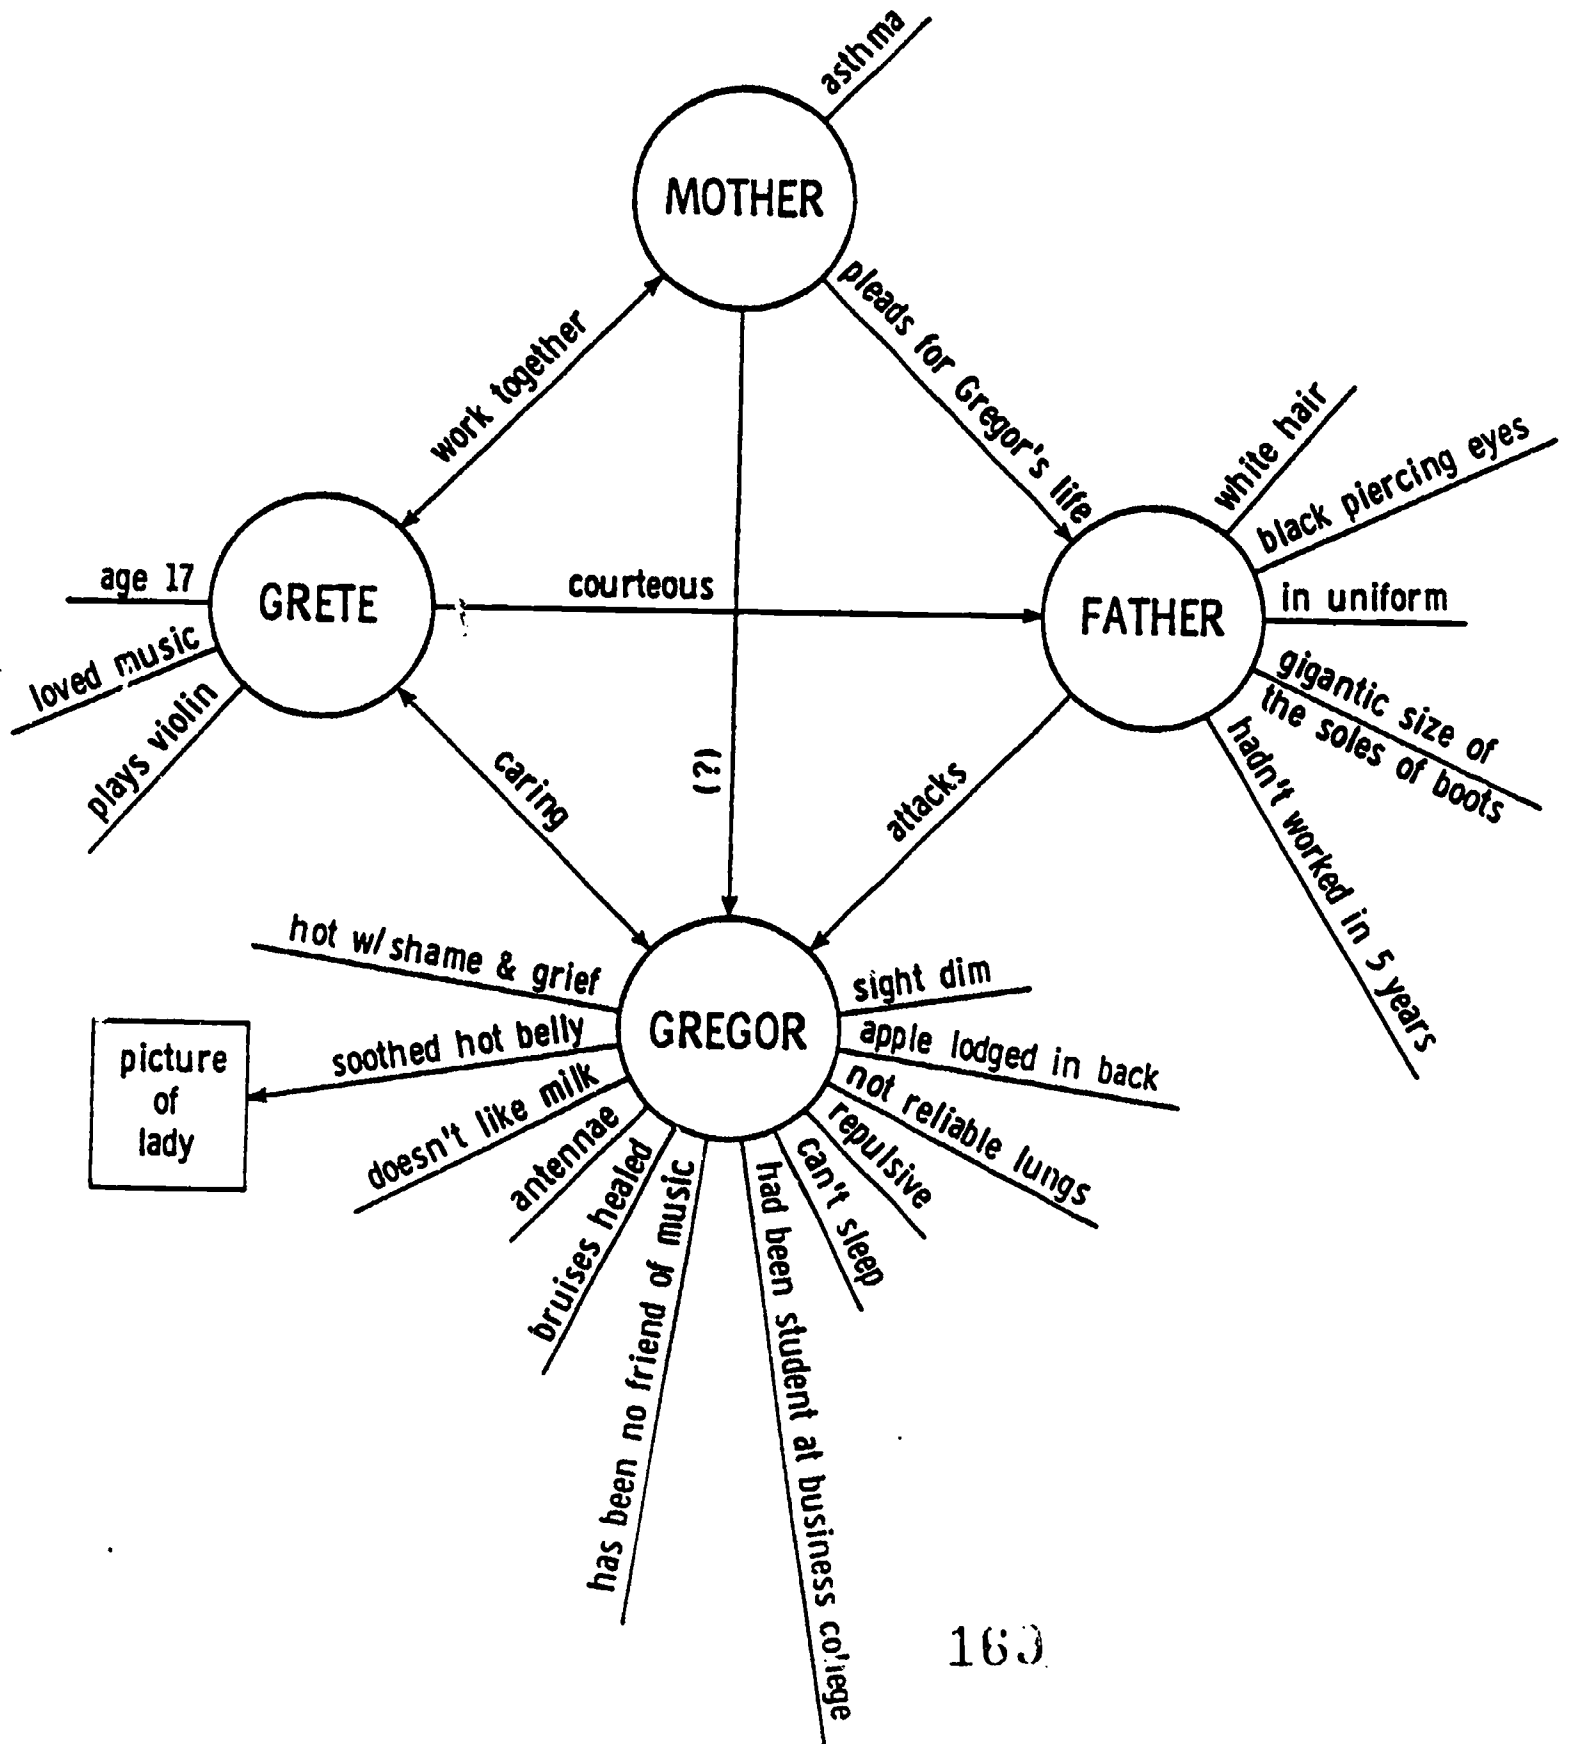 asthma
MOTHER
pleads for Gregor's life
work together
white hair
black piercing eyes
in uniform
gigantic size of
the soles of boots
hadn't worked in 5 years
FATHER
courteous
GRETE
age 17
loved music
plays violin
caring
(?)
attacks
GREGOR
hot w/shame & grief
soothed hot belly
picture
of
lady
doesn't like milk
antennae
bruises healed
has been no friend of music
had been student at business college
can't sleep
repulsive
not reliable lungs
apple lodged in back
sight dim